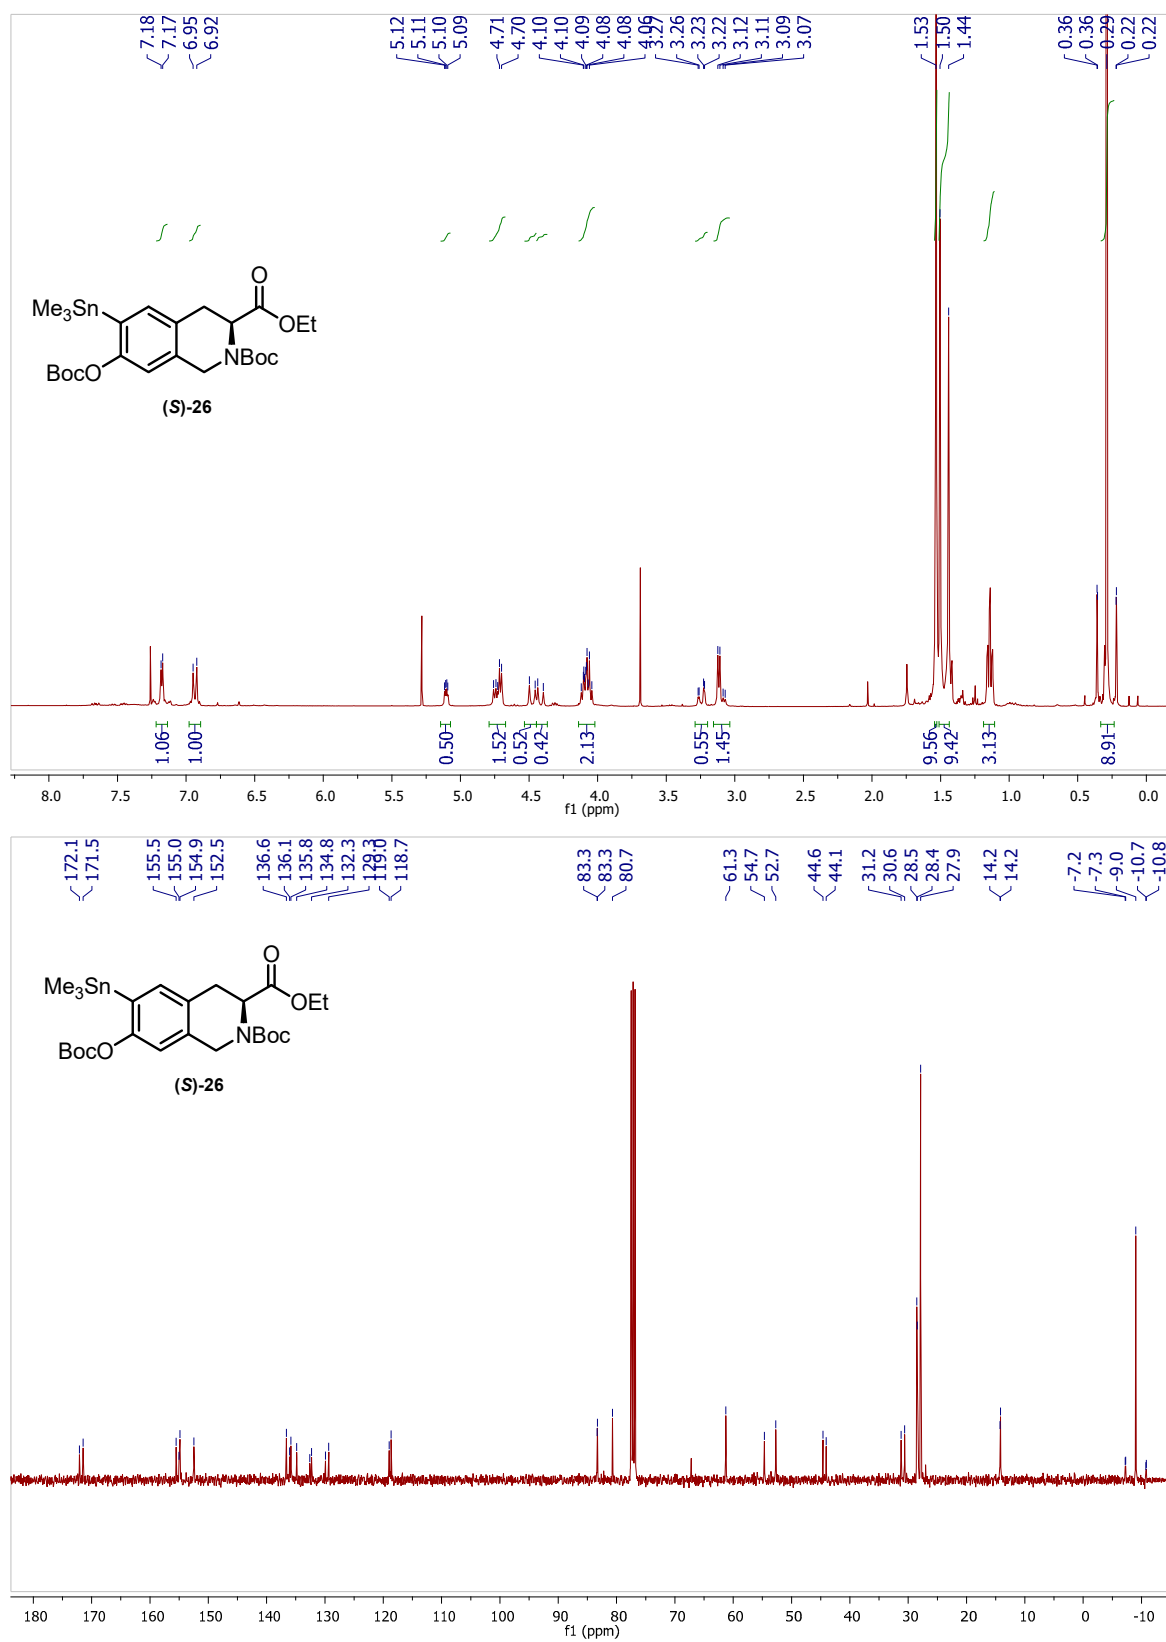 7.18 7.17 6.95 6.92 5.12 5.11 5.10 5.09 4.71 4.70 4.10 4.10 4.09 4.08 4.08 4.06 3.27 3.26 3.23 3.22 3.12 3.11 3.09 3.07 1.53 1.50 1.44 0.36 0.36 0.29 0.22 0.22
O
Me3Sn
OEt
NBoc
BocO
(S)-26
1.06 1.00 0.50 1.52 0.52 0.42 2.13 0.55 1.45 9.56 9.42 3.13 8.91
8.0 7.5 7.0 6.5 6.0 5.5 5.0 4.5 4.0 3.5 3.0 2.5 2.0 1.5 1.0 0.5 0.0
f1 (ppm)
172.1 171.5 155.5 155.0 154.9 152.5 136.6 136.1 135.8 134.8 132.3 129.3 119.0 118.7 83.3 83.3 80.7 61.3 54.7 52.7 44.6 44.1 31.2 30.6 28.5 28.4 27.9 14.2 14.2 -7.2 -7.3 -9.0 -10.7 -10.8
O
Me3Sn
OEt
NBoc
BocO
(S)-26
180 170 160 150 140 130 120 110 100 90 80 70 60 50 40 30 20 10 0 -10
f1 (ppm)